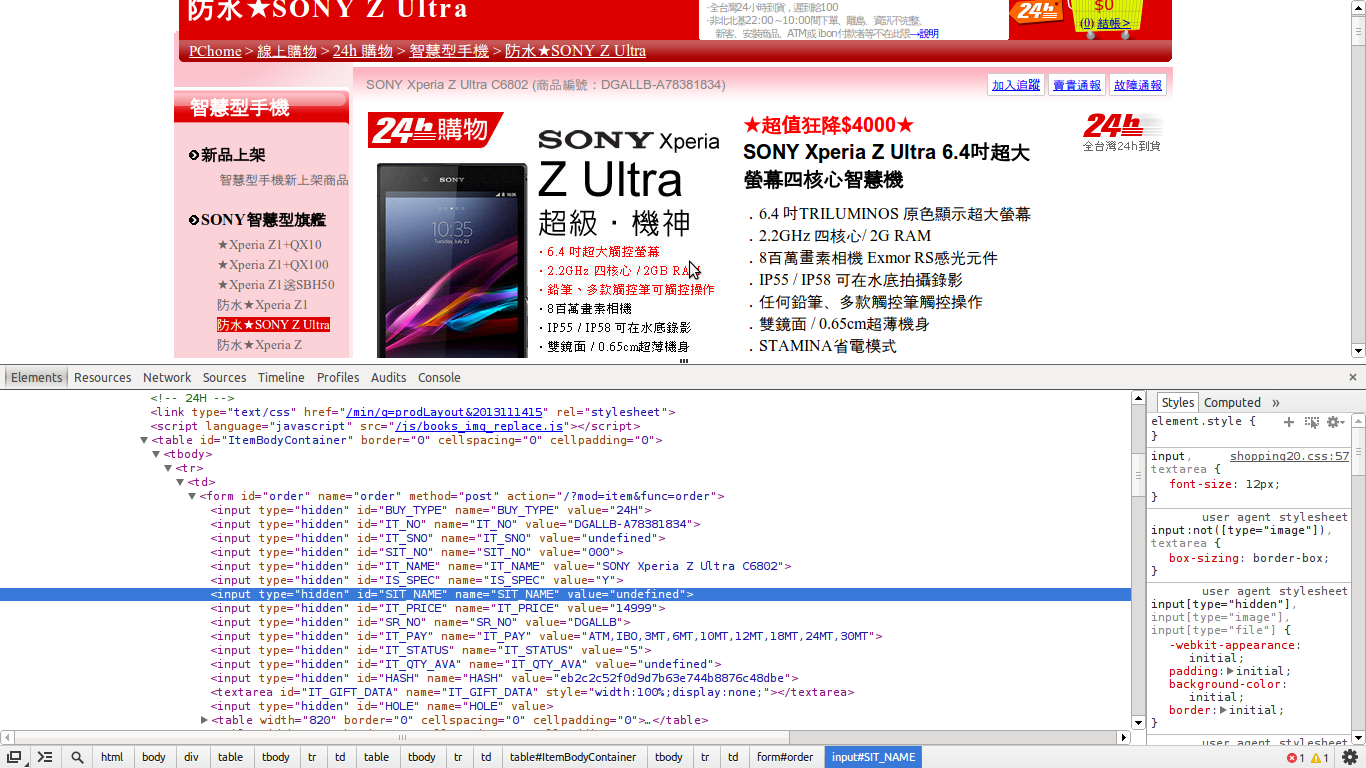 防水★SONY Z Ultra
‧全台灣24小時到貨，遲到給100
‧非北北基22:00～10:00間下單、離島、資訊不完整、
新客、安裝商品、ATM或ibon付款者等不在此限→說明
24h
$0
(0) 結帳>
PChome > 線上購物 > 24h 購物 > 智慧型手機 > 防水★SONY Z Ultra
SONY Xperia Z Ultra C6802 (商品編號：DGALLB-A78381834)
加入追蹤 賣貴通報 故障通報
智慧型手機
新品上架
智慧型手機新上架商品
SONY智慧型旗艦
★Xperia Z1+QX10
★Xperia Z1+QX100
★Xperia Z1送SBH50
防水★Xperia Z1
防水★SONY Z Ultra
防水★Xperia Z
24h購物
SONY
10:35
Tuesday, July 23
SONY Xperia
Z Ultra
超級‧機神
‧6.4 吋超大觸控螢幕
‧2.2GHz 四核心 / 2GB RAM
‧鉛筆、多款觸控筆可觸控操作
‧8百萬畫素相機
‧IP55 / IP58 可在水底錄影
‧雙鏡面 / 0.65cm超薄機身
★超值狂降$4000★
SONY Xperia Z Ultra 6.4吋超大
螢幕四核心智慧機
．6.4 吋TRILUMINOS 原色顯示超大螢幕
．2.2GHz 四核心/ 2G RAM
．8百萬畫素相機 Exmor RS感光元件
．IP55 / IP58 可在水底拍攝錄影
．任何鉛筆、多款觸控筆觸控操作
．雙鏡面 / 0.65cm超薄機身
．STAMINA省電模式
24h
全台灣24h到貨
Elements Resources Network Sources Timeline Profiles Audits Console ×
<!-- 24H -->
<link type="text/css" href="/min/g=prodLayout&2013111415" rel="stylesheet">
<script language="javascript" src="/js/books_img_replace.js"></script>
▼<table id="ItemBodyContainer" border="0" cellspacing="0" cellpadding="0">
▼<tbody>
▼<tr>
▼<td>
▼<form id="order" name="order" method="post" action="/?mod=item&func=order">
<input type="hidden" id="BUY_TYPE" name="BUY_TYPE" value="24H">
<input type="hidden" id="IT_NO" name="IT_NO" value="DGALLB-A78381834">
<input type="hidden" id="IT_SNO" name="IT_SNO" value="undefined">
<input type="hidden" id="SIT_NO" name="SIT_NO" value="000">
<input type="hidden" id="IT_NAME" name="IT_NAME" value="SONY Xperia Z Ultra C6802">
<input type="hidden" id="IS_SPEC" name="IS_SPEC" value="Y">
<input type="hidden" id="SIT_NAME" name="SIT_NAME" value="undefined">
<input type="hidden" id="IT_PRICE" name="IT_PRICE" value="14999">
<input type="hidden" id="SR_NO" name="SR_NO" value="DGALLB">
<input type="hidden" id="IT_PAY" name="IT_PAY" value="ATM,IBO,3MT,6MT,10MT,12MT,18MT,24MT,30MT">
<input type="hidden" id="IT_STATUS" name="IT_STATUS" value="5">
<input type="hidden" id="IT_QTY_AVA" name="IT_QTY_AVA" value="undefined">
<input type="hidden" id="HASH" name="HASH" value="eb2c2c52f0d9d7b63e744b8876c48dbe">
<textarea id="IT_GIFT_DATA" name="IT_GIFT_DATA" style="width:100%;display:none;"></textarea>
<input type="hidden" id="HOLE" name="HOLE" value>
▶<table width="820" border="0" cellspacing="0" cellpadding="0">…</table>
Styles Computed »
element.style {
}
input, shopping20.css:57
textarea {
font-size: 12px;
}
user agent stylesheet
input:not([type="image"]),
textarea {
box-sizing: border-box;
}
user agent stylesheet
input[type="hidden"],
input[type="image"],
input[type="file"] {
-webkit-appearance:
initial;
padding:▶initial;
background-color:
initial;
border:▶initial;
}
user agent stylesheet
html body div table tbody tr td table tbody tr td table#ItemBodyContainer tbody tr td form#order input#SIT_NAME
1 1